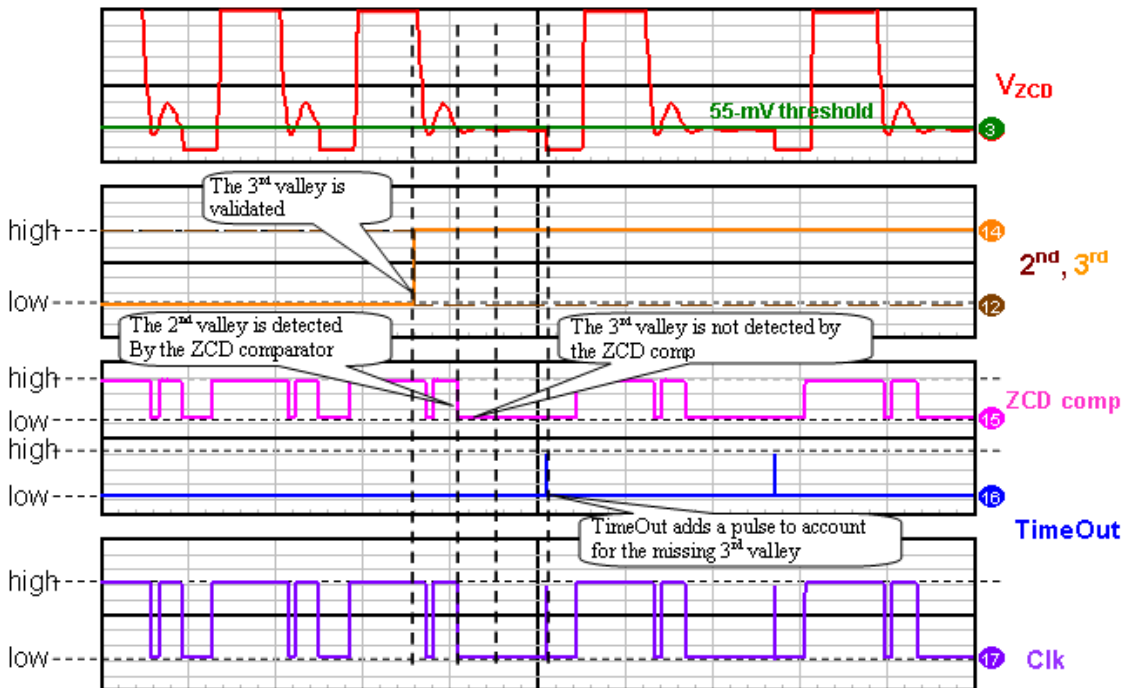 V_ZCD
55-mV threshold
3
The 3rd valley is
validated
high
14
2nd, 3rd
low
12
The 2nd valley is detected
By the ZCD comparator
The 3rd valley is not detected by
the ZCD comp
high
ZCD comp
low
15
high
low
16
TimeOut adds a pulse to account
for the missing 3rd valley
TimeOut
high
low
17
Clk